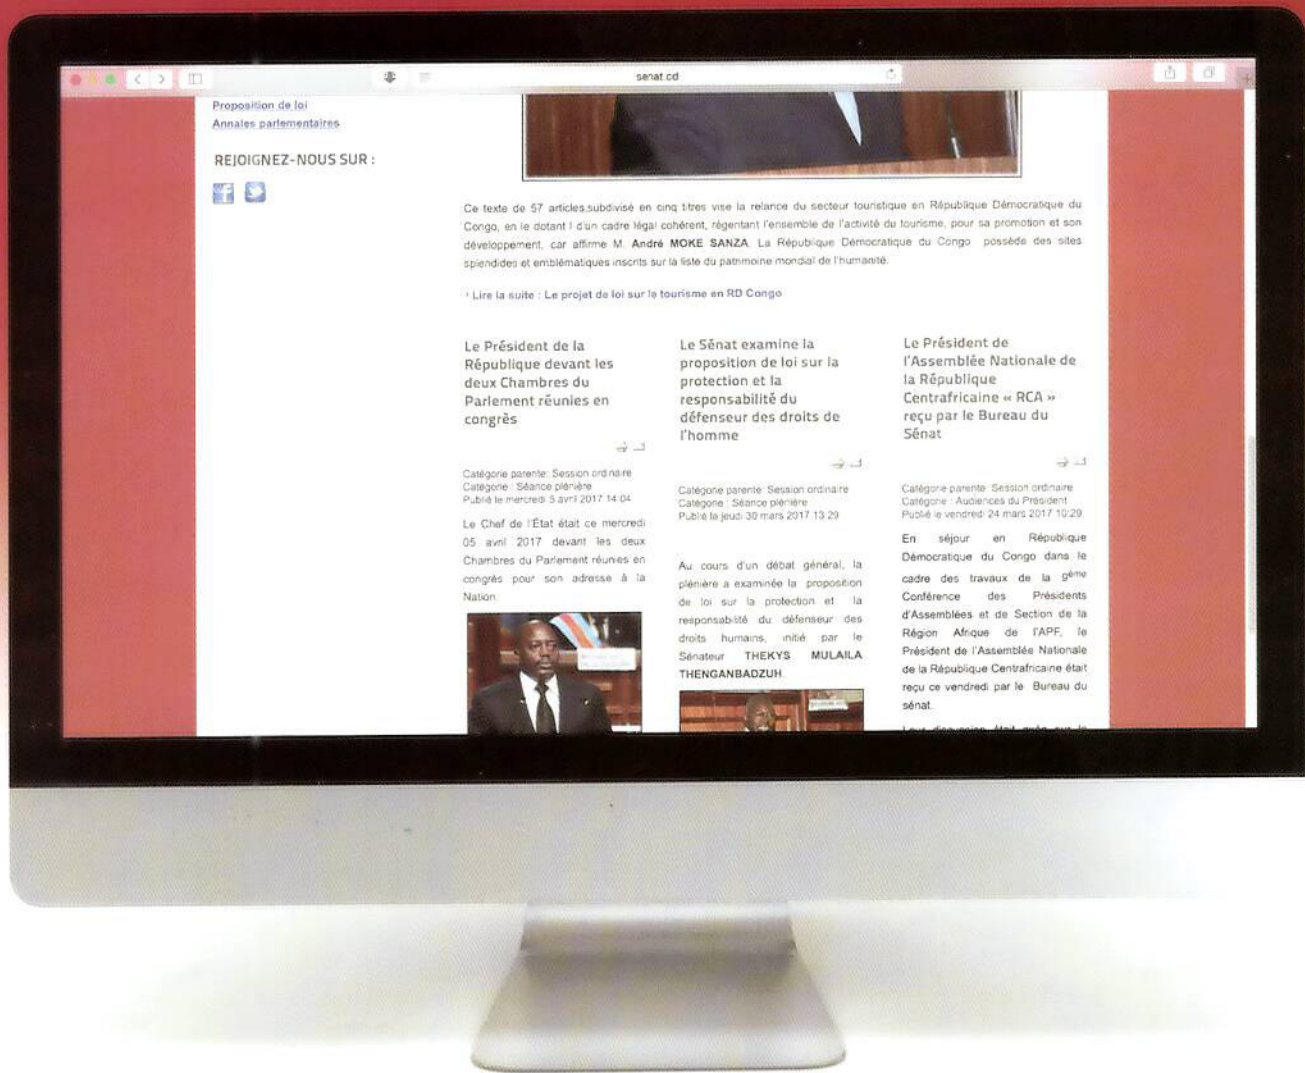 senat.cd
Proposition de loi
Annales parlementaires
REJOIGNEZ-NOUS SUR :
Ce texte de 57 articles subdivisé en cinq titres vise la relance du secteur touristique en République Démocratique du
Congo, en le dotant l d'un cadre légal cohérent, régentant l'ensemble de l'activité du tourisme, pour sa promotion et son
développement, car affirme M. André MOKE SANZA. La République Démocratique du Congo possède des sites
splendides et emblématiques inscrits sur la liste du patrimoine mondial de l'humanité.
Lire la suite : Le projet de loi sur le tourisme en RD Congo
Le Président de la
République devant les
deux Chambres du
Parlement réunies en
congrès
Catégorie parente: Session ordinaire
Catégorie : Séance plénière
Publié le mercredi 5 avril 2017 14:04
Le Chef de l'État était ce mercredi
05 avril 2017 devant les deux
Chambres du Parlement réunies en
congrès pour son adresse à la
Nation.
Le Sénat examine la
proposition de loi sur la
protection et la
responsabilité du
défenseur des droits de
l'homme
Catégorie parente: Session ordinaire
Catégorie : Séance plénière
Publié le jeudi 30 mars 2017 13:29
Au cours d'un débat général, la
plénière a examinée la proposition
de loi sur la protection et la
responsabilité du défenseur des
droits humains, initié par le
Sénateur THEKYS MULAILA
THENGANBADZUH.
Le Président de
l'Assemblée Nationale de
la République
Centrafricaine « RCA »
reçu par le Bureau du
Sénat
Catégorie parente: Session ordinaire
Catégorie : Audiences du Président
Publié le vendredi 24 mars 2017 10:29
En séjour en République
Démocratique du Congo dans le
cadre des travaux de la 9ème
Conférence des Présidents
d'Assemblées et de Section de la
Région Afrique de l'APF, le
Président de l'Assemblée Nationale
de la République Centrafricaine était
reçu ce vendredi par le Bureau du
sénat.